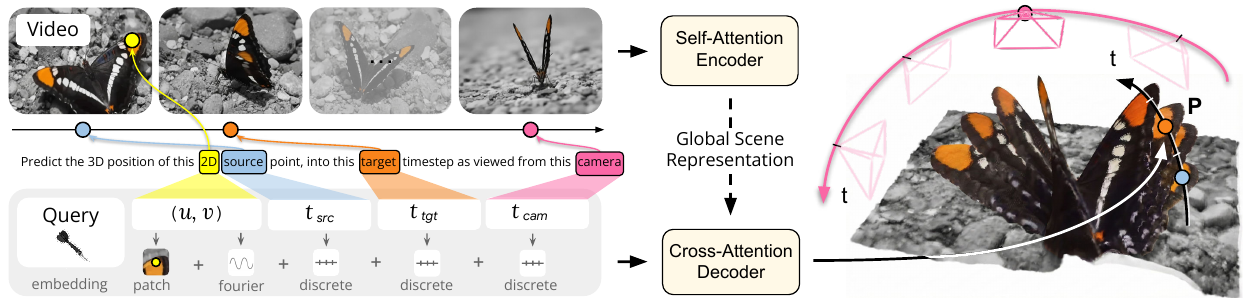 Video
Predict the 3D position of this 2D source point, into this target timestep as viewed from this camera
Query
(u, v)
t src
t tgt
t cam
+ + + +
embedding
patch
fourier
discrete
discrete
discrete
Self-Attention
Encoder
Global Scene
Representation
Cross-Attention
Decoder
t
t
P